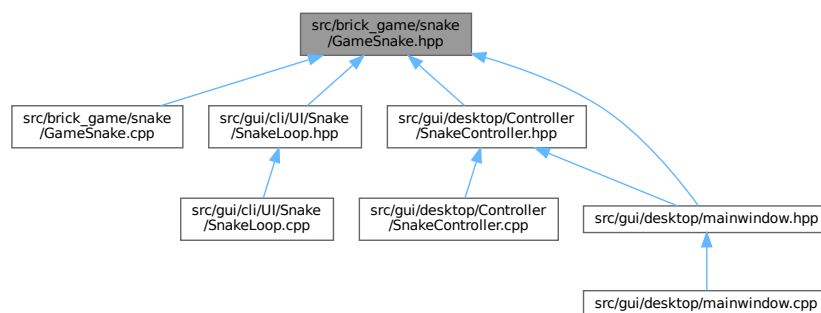 src/brick_game/snake
/GameSnake.hpp
src/brick_game/snake
/GameSnake.cpp
src/gui/cli/UI/Snake
/SnakeLoop.hpp
src/gui/desktop/Controller
/SnakeController.hpp
src/gui/cli/UI/Snake
/SnakeLoop.cpp
src/gui/desktop/Controller
/SnakeController.cpp
src/gui/desktop/mainwindow.hpp
src/gui/desktop/mainwindow.cpp